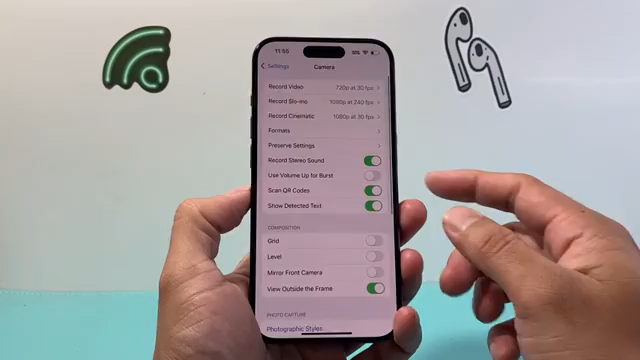 11:55
SOS
Settings
Camera
Record Video 720p at 30 fps
Record Slo-mo 1080p at 240 fps
Record Cinematic 1080p at 30 fps
Formats
Preserve Settings
Record Stereo Sound
Use Volume Up for Burst
Scan QR Codes
Show Detected Text
COMPOSITION
Grid
Level
Mirror Front Camera
View Outside the Frame
PHOTO CAPTURE
Photographic Styles